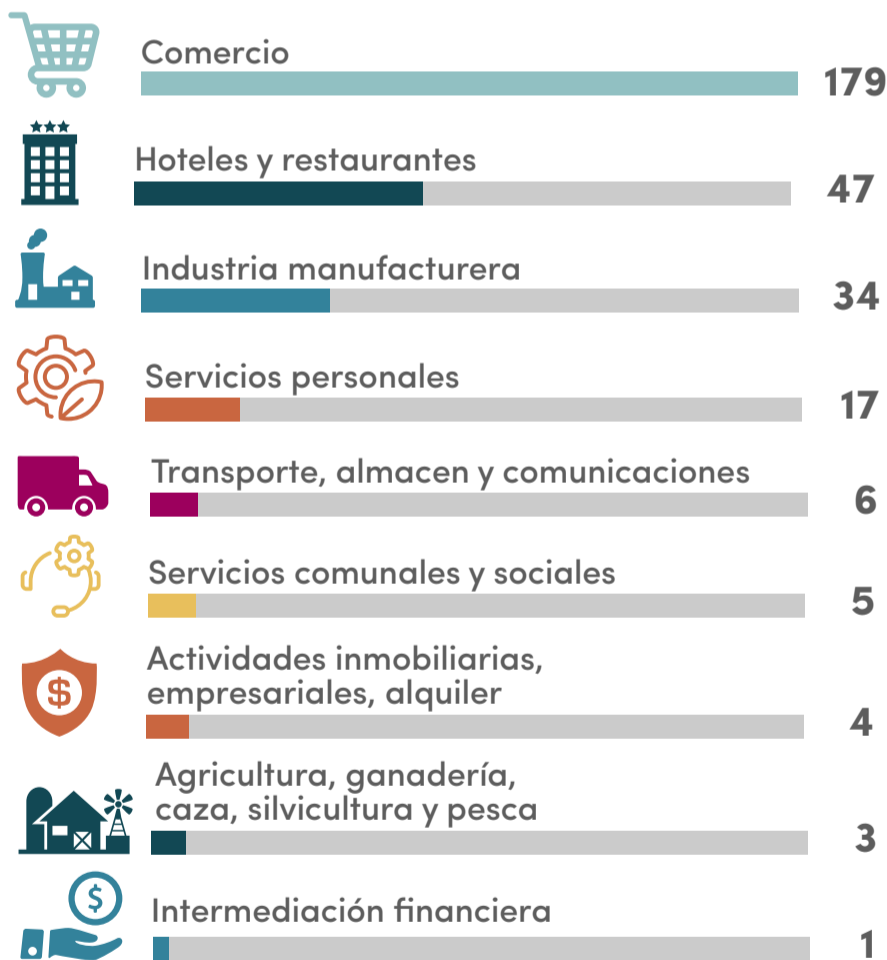 Comercio
179
Hoteles y restaurantes
47
Industria manufacturera
34
Servicios personales
17
Transporte, almacen y comunicaciones
6
Servicios comunales y sociales
5
$
Actividades inmobiliarias,
empresariales, alquiler
4
Agricultura, ganadería,
caza, silvicultura y pesca
3
$
Intermediación financiera
1